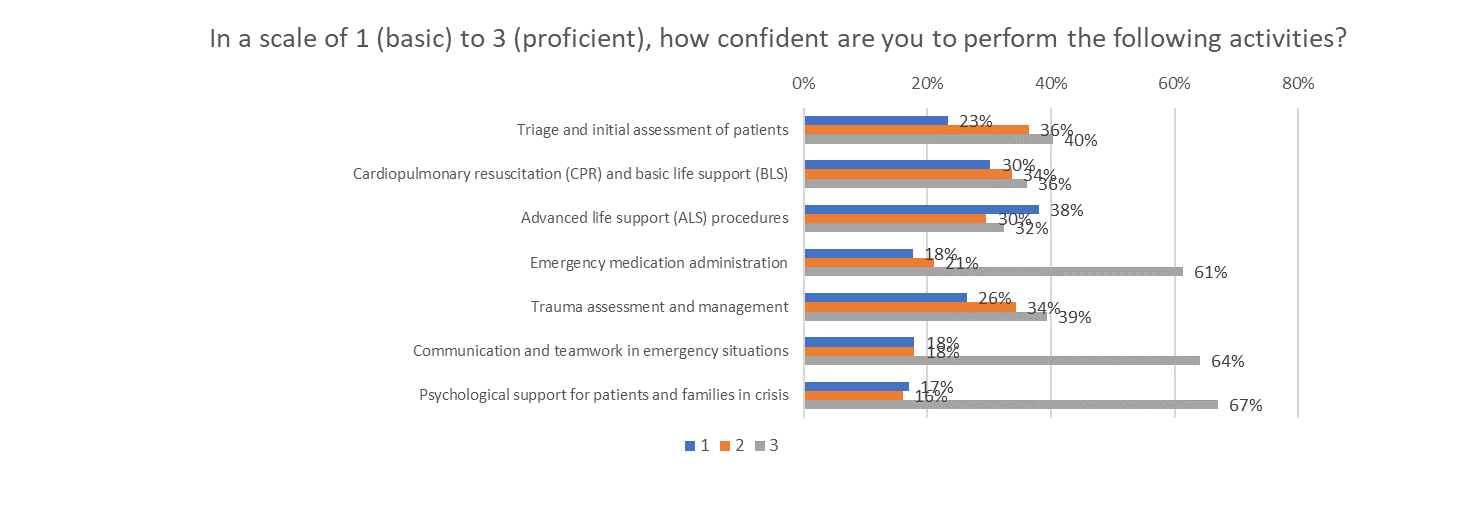 In a scale of 1 (basic) to 3 (proficient), how confident are you to perform the following activities?
0% 20% 40% 60% 80%
Triage and initial assessment of patients 23% 36% 40%
Cardiopulmonary resuscitation (CPR) and basic life support (BLS) 30% 34% 36%
Advanced life support (ALS) procedures 38% 30% 32%
Emergency medication administration 18% 21% 61%
Trauma assessment and management 26% 34% 39%
Communication and teamwork in emergency situations 18% 18% 64%
Psychological support for patients and families in crisis 17% 16% 67%
1 2 3